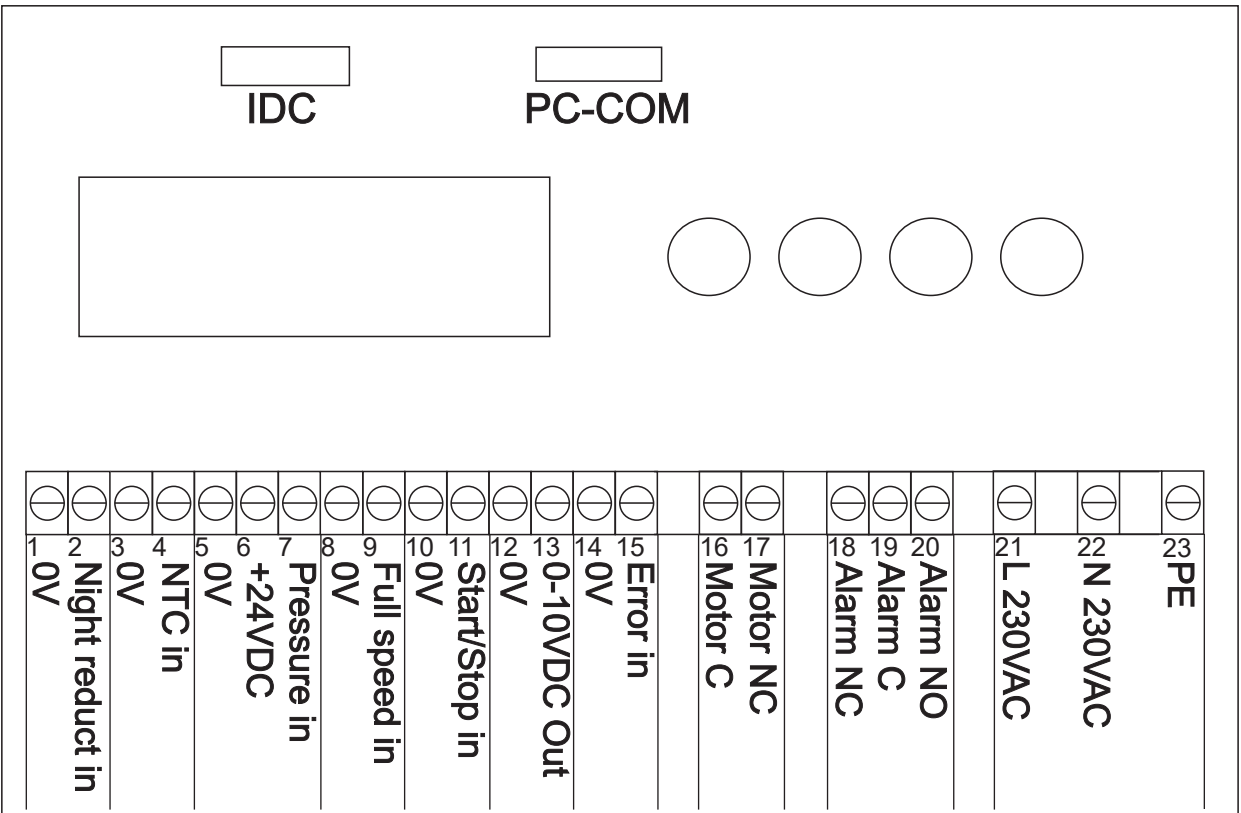 IDC
PC-COM
1 0V
2 Night reduct in
3 0V
4 NTC in
5 0V
6 +24VDC
7 Pressure in
8 0V
9 Full speed in
10 0V
11 Start/Stop in
12 0V
13 0-10VDC Out
14 0V
15 Error in
16 Motor C
17 Motor NC
18 Alarm NC
19 Alarm C
20 Alarm NO
21 L 230VAC
22 N 230VAC
23 PE